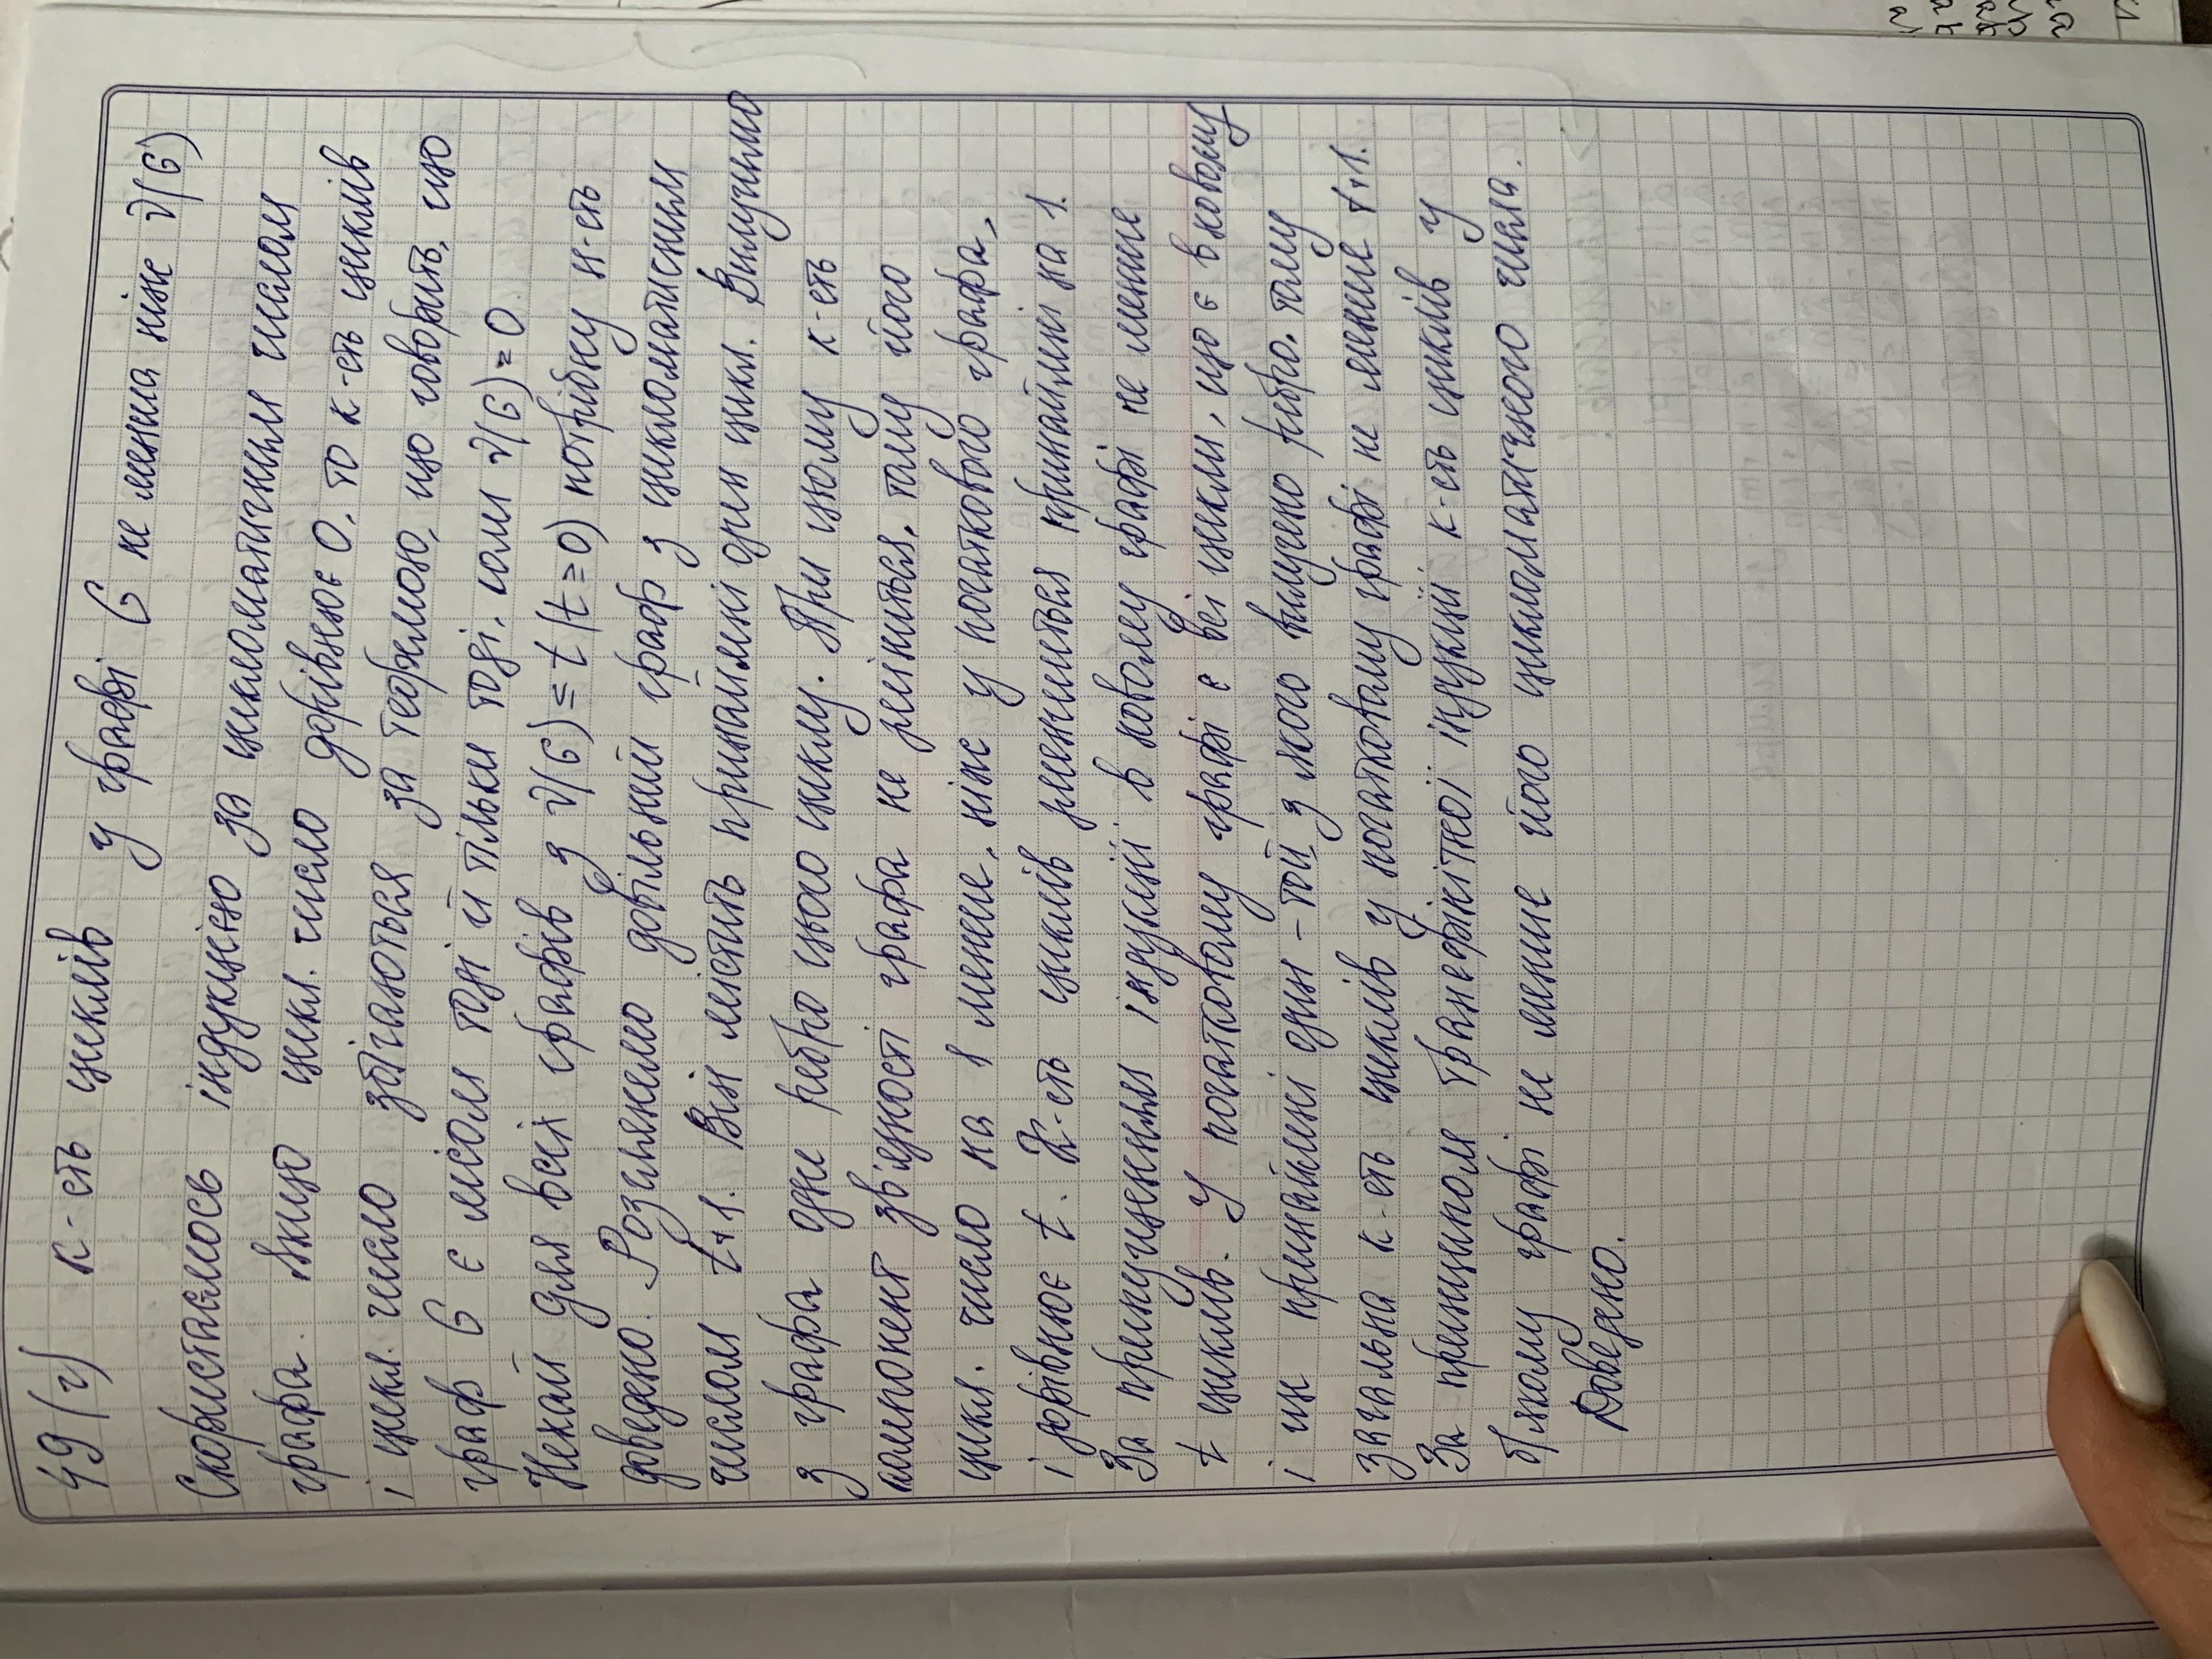 49(г) к-сть циклів у графі G не менша ніж ν(G)
Скористаємось індукцією за цикломатичним числом
графа. Якщо цикл. число дорівнює 0, то к-сть циклів
і цикл. число збігаються за теоремою, що говорить, що
граф G є лісом тоді й тільки тоді, коли ν(G)=0.
Нехай для всіх графів з ν(G)≤t(t≥0) потрібну н-сть
доведено. Розглянемо довільний граф з цикломатисним
числом t+1. Він містить принаймні один цикл. Вилучимо
з графа одне ребро цього циклу. При цьому к-сть
компонент зв'язності графа не зміниться, тому його
цикл. число на 1 менше, ніж у початкового графа,
і дорівнює t. К-сть циклів зменшиться принаймні на 1.
За припущенням індукції в новому графі не менше
t циклів. У початковому графі є всі цикли, що є в новому
і ще принаймні один – той, з якого вилучено ребро. тому
загальна к-сть циклів у початковому графі не менше t+1.
За принципом трансфінітної індукції к-сть циклів у
б/якому графі не менше його цикломатичного числа.
Доведено.